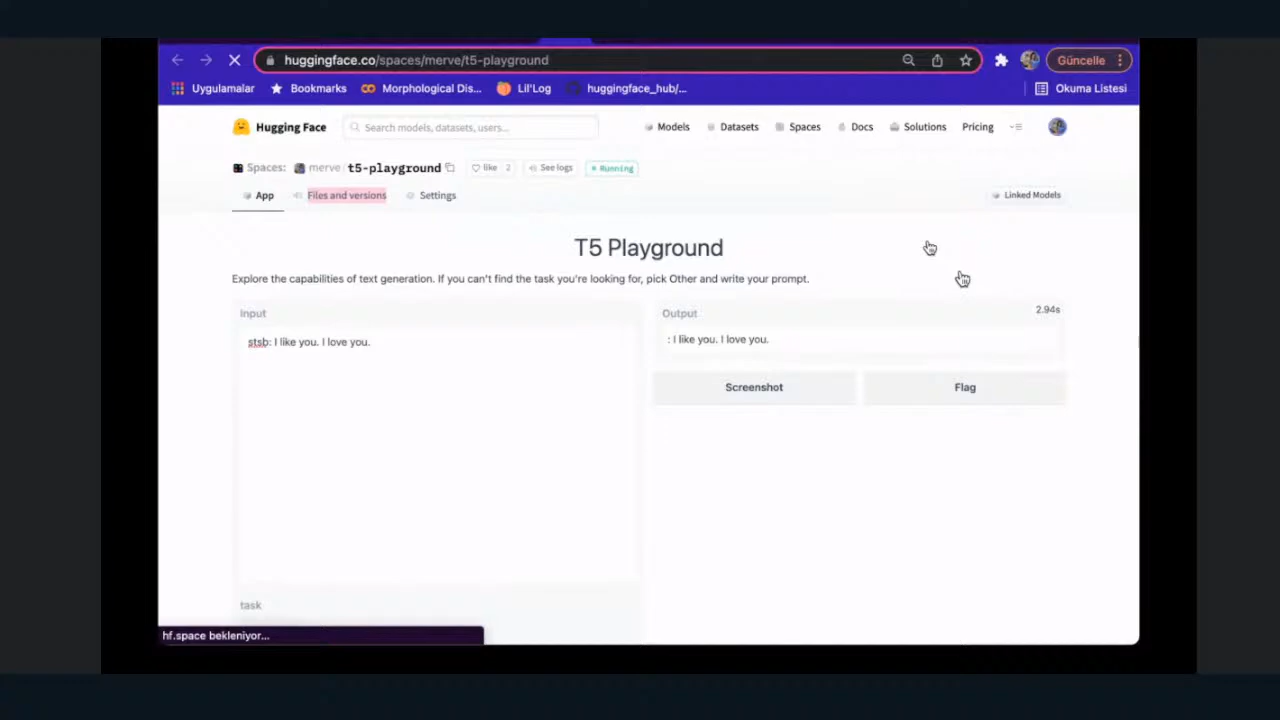 huggingface.co/spaces/merve/t5-playground
Güncelle
Uygulamalar
Bookmarks
Morphological Dis...
Lil'Log
huggingface_hub/...
Okuma Listesi
Hugging Face
Search models, datasets, users...
Models
Datasets
Spaces
Docs
Solutions
Pricing
Spaces:
merve
t5-playground
like
2
See logs
Running
App
Files and versions
Settings
Linked Models
T5 Playground
Explore the capabilities of text generation. If you can't find the task you're looking for, pick Other and write your prompt.
Input
stsb: I like you. I love you.
Output
2.94s
: I like you. I love you.
Screenshot
Flag
task
hf.space bekleniyor...